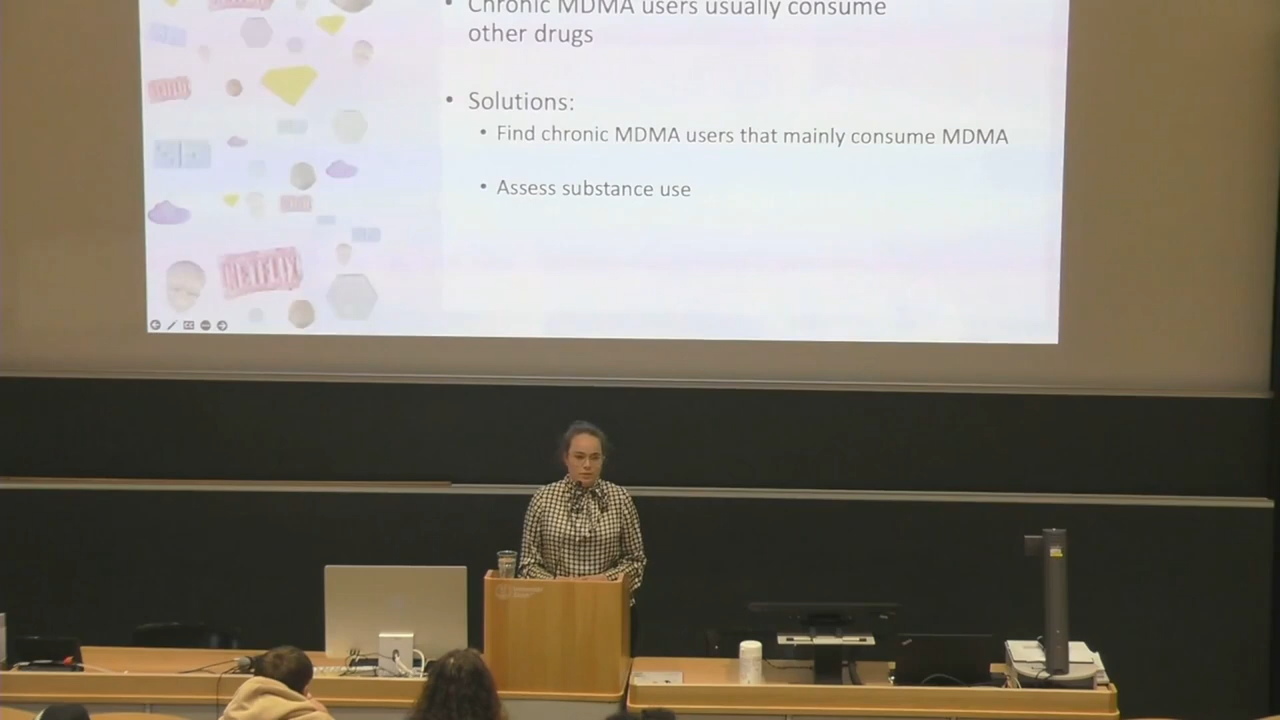 • Chronic MDMA users usually consume
other drugs
• Solutions:
• Find chronic MDMA users that mainly consume MDMA
• Assess substance use
NETFLIX